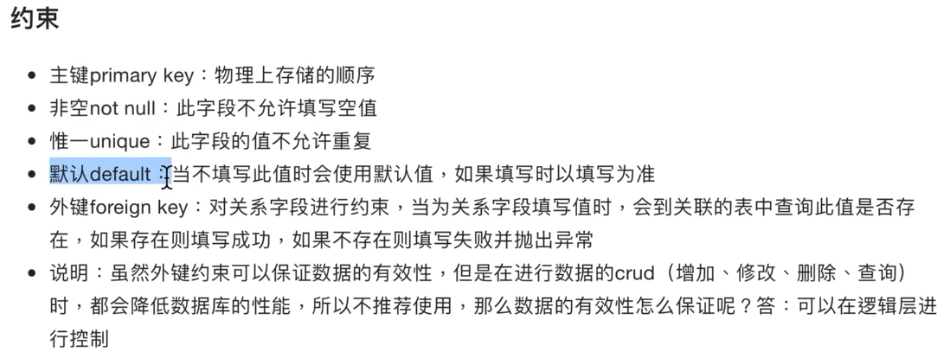 约束
主键primary key：物理上存储的顺序
非空not null：此字段不允许填写空值
惟一unique：此字段的值不允许重复
默认default：当不填写此值时会使用默认值，如果填写时以填写为准
外键foreign key：对关系字段进行约束，当为关系字段填写值时，会到关联的表中查询此值是否存
在，如果存在则填写成功，如果不存在则填写失败并抛出异常
说明：虽然外键约束可以保证数据的有效性，但是在进行数据的crud（增加、修改、删除、查询）
时，都会降低数据库的性能，所以不推荐使用，那么数据的有效性怎么保证呢？答：可以在逻辑层进
行控制